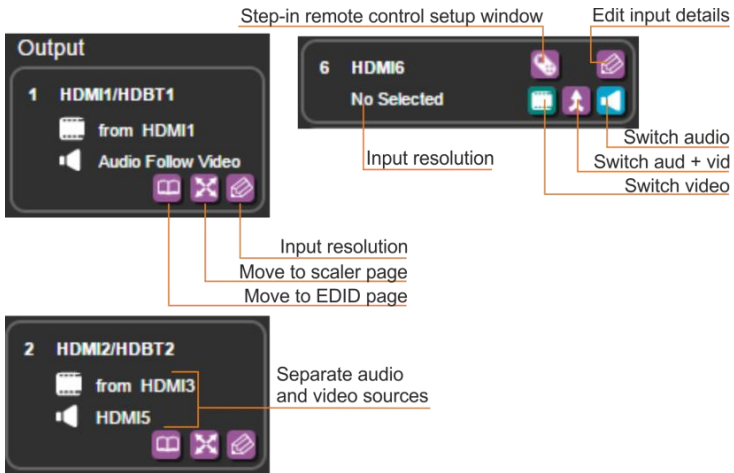 Step-in remote control setup window
Edit input details
Output
1 HDMI1/HDBT1
from HDMI1
Audio Follow Video
6 HDMI6
No Selected
Input resolution
Switch audio
Switch aud + vid
Switch video
Input resolution
Move to scaler page
Move to EDID page
2 HDMI2/HDBT2
from HDMI3
HDMI5
Separate audio
and video sources